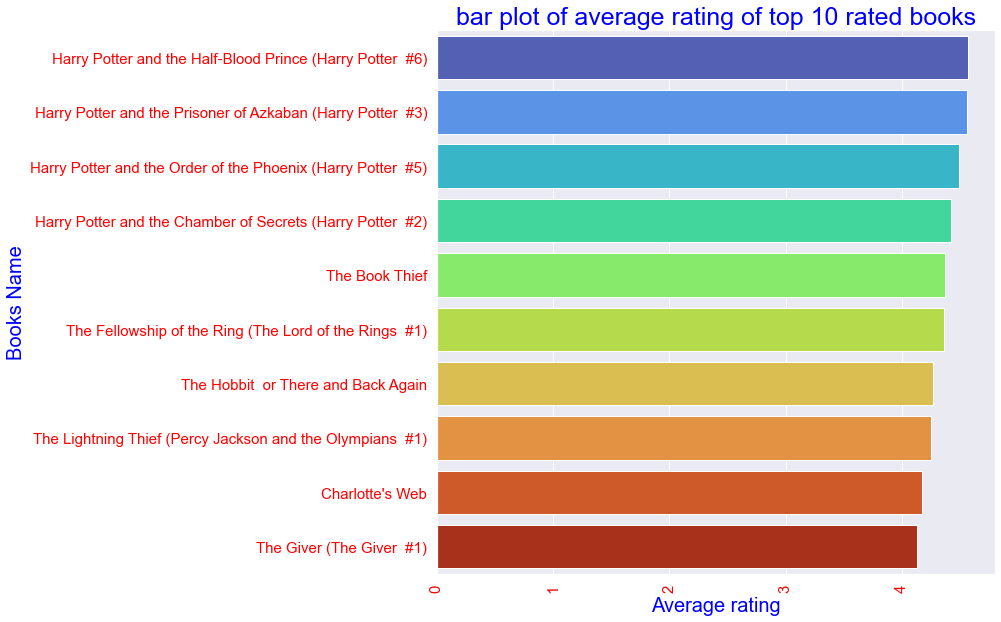 bar plot of average rating of top 10 rated books
Books Name
Harry Potter and the Half-Blood Prince (Harry Potter  #6)
Harry Potter and the Prisoner of Azkaban (Harry Potter  #3)
Harry Potter and the Order of the Phoenix (Harry Potter  #5)
Harry Potter and the Chamber of Secrets (Harry Potter  #2)
The Book Thief
The Fellowship of the Ring (The Lord of the Rings  #1)
The Hobbit  or There and Back Again
The Lightning Thief (Percy Jackson and the Olympians  #1)
Charlotte's Web
The Giver (The Giver  #1)
0 1 2 3 4
Average rating